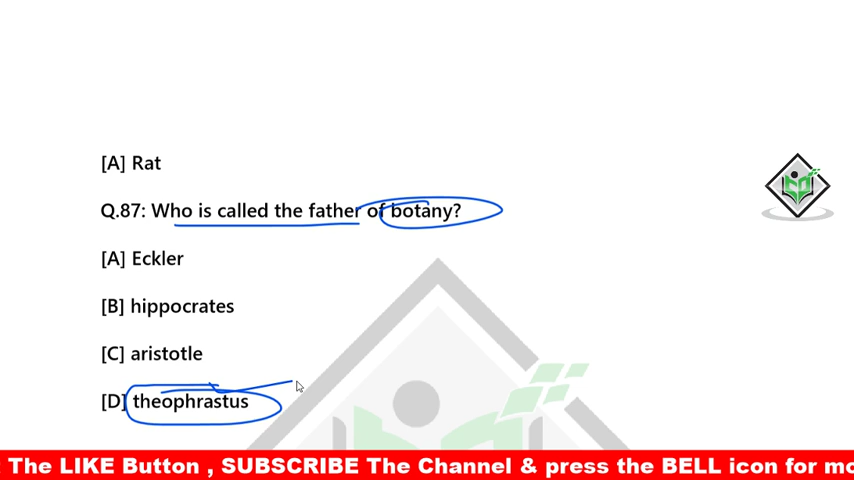 [A] Rat
Q.87: Who is called the father of botany?
[A] Eckler
[B] hippocrates
[C] aristotle
[D] theophrastus
The LIKE Button , SUBSCRIBE The Channel & press the BELL icon for mo